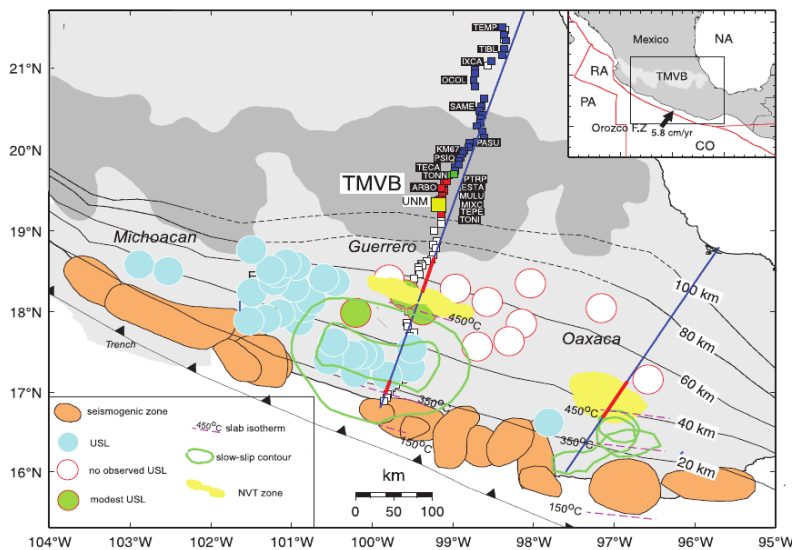 21°N
20°N
19°N
18°N
17°N
16°N
104°W
103°W
102°W
101°W
100°W
99°W
98°W
97°W
96°W
95°W
TEMP
TIBL
IXCA
OCOL
SAME
PASU
KM67
PSIQ
TECA
TONN
ARBO
UNM
PTRP
ESTA
MULU
MIXC
TEPE
TONI
TMVB
Michoacan
Guerrero
Oaxaca
Trench
450°C
350°C
150°C
450°C
350°C
150°C
100 km
80 km
60 km
40 km
20 km
km
0 50 100
Mexico
NA
TMVB
RA
PA
Orozco F.Z
5.8 cm/yr
CO
seismogenic zone
USL
no observed USL
modest USL
450°C slab isotherm
slow-slip contour
NVT zone